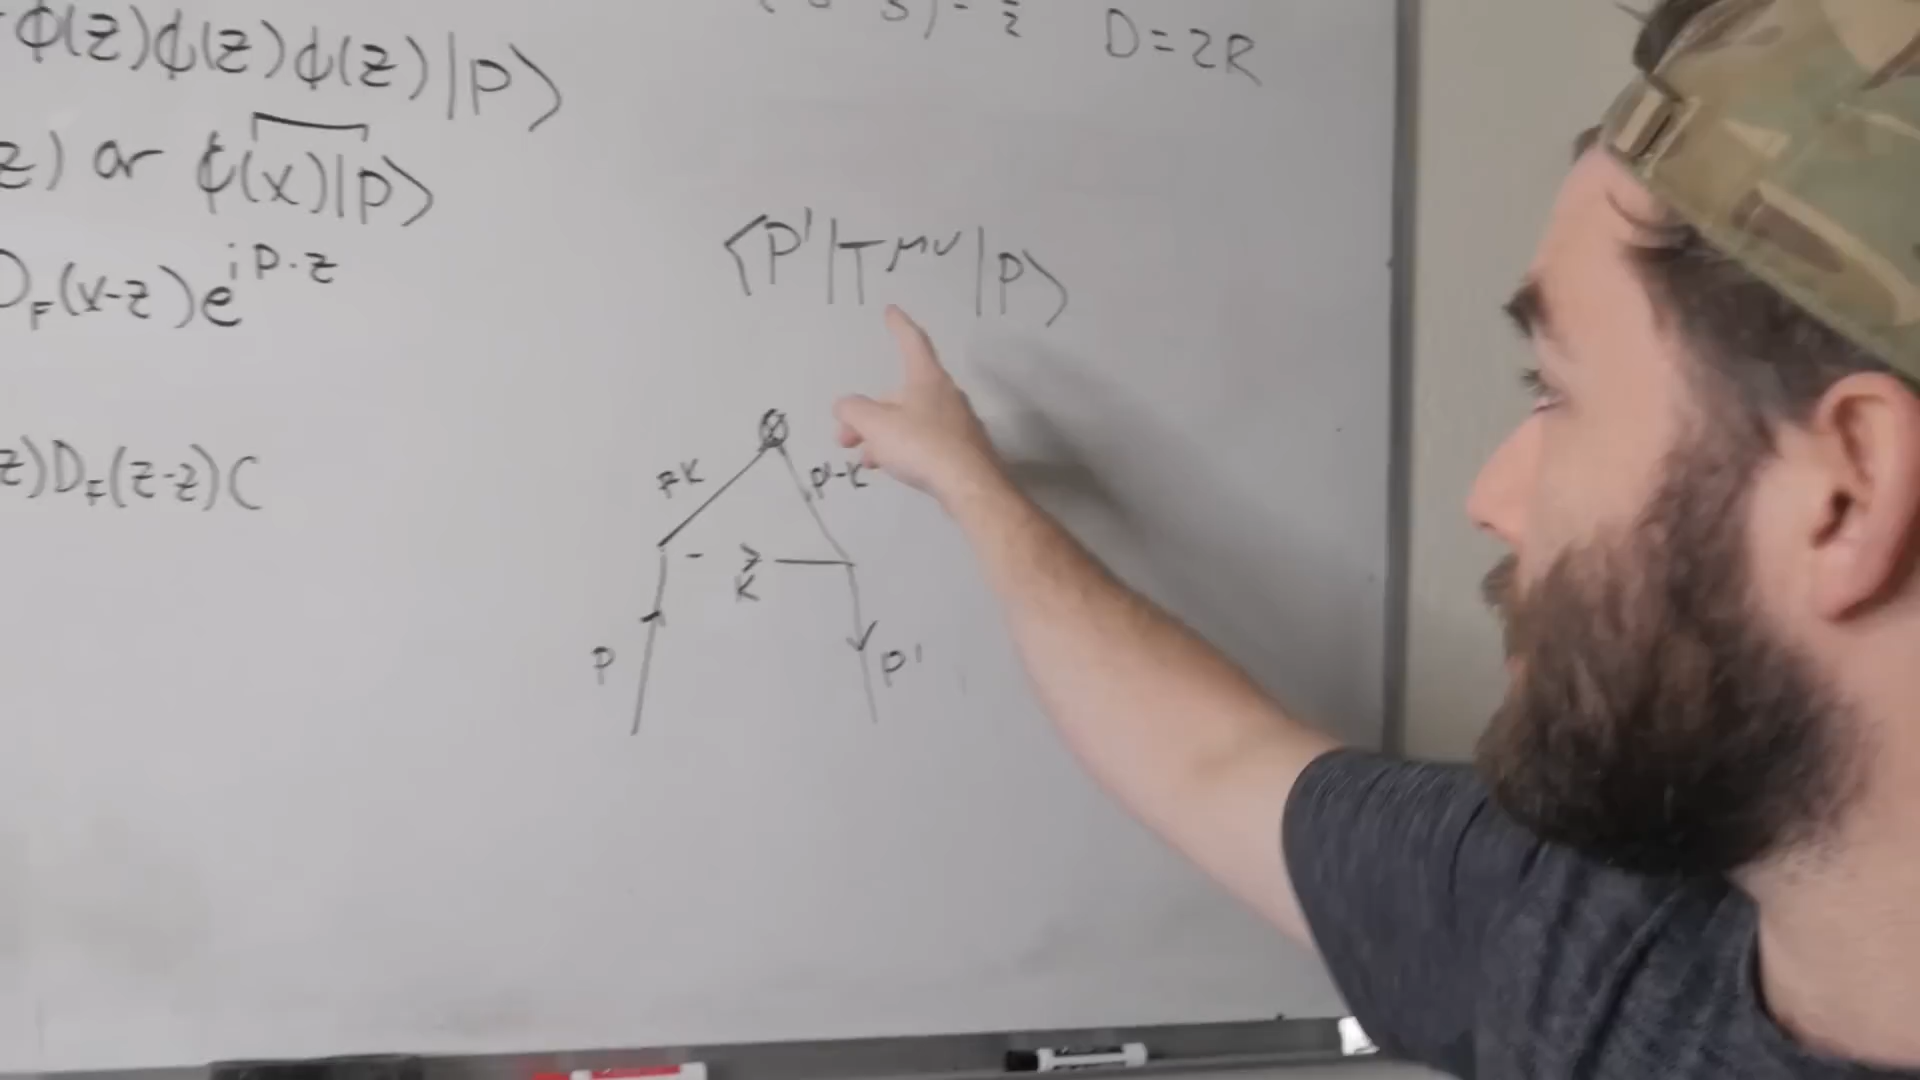 φ(z)φ(z)φ(z)|p⟩
z) or φ(x)|p⟩
D_F(x-z)e^{ip·z}
z)D_F(z-z)C
D=2R
⟨P'|T^{μν}|P⟩
P'-K
K
P
P'